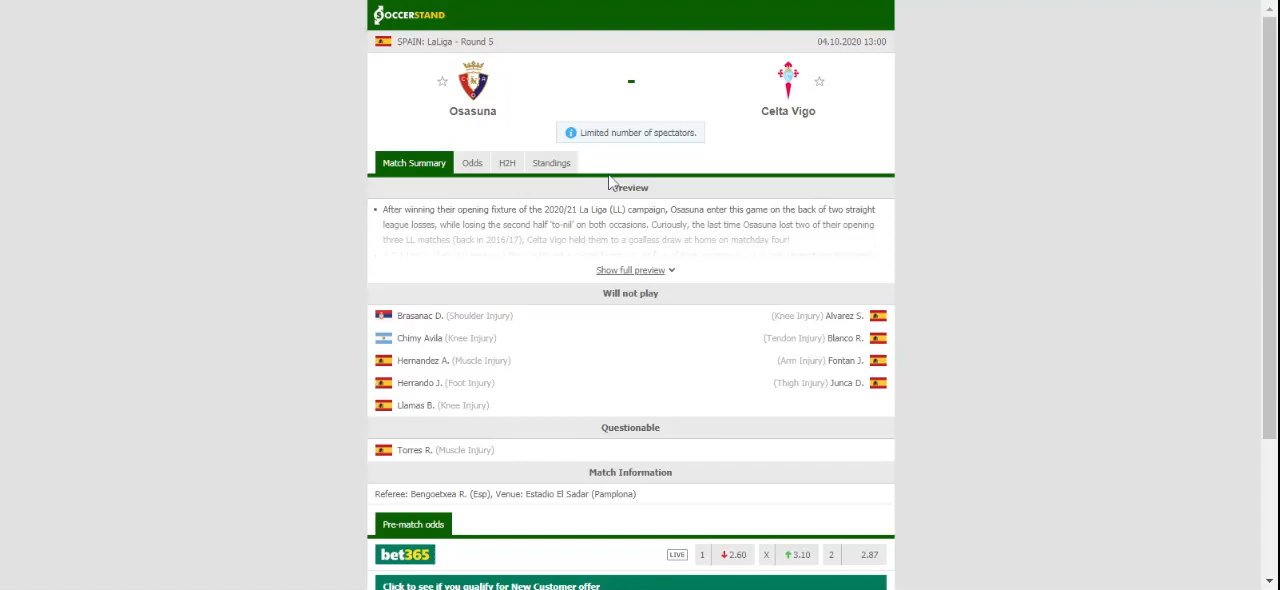 SOCCERSTAND
SPAIN: LaLiga - Round 5 04.10.2020 13:00
-
Osasuna Celta Vigo
Limited number of spectators.
Match Summary Odds H2H Standings
Preview
• After winning their opening fixture of the 2020/21 La Liga (LL) campaign, Osasuna enter this game on the back of two straight
league losses, while losing the second half 'to-nil' on both occasions. Curiously, the last time Osasuna lost two of their opening
three LL matches (back in 2016/17), Celta Vigo held them to a goalless draw at home on matchday four!
Show full preview
Will not play
Brasanac D. (Shoulder Injury) (Knee Injury) Alvarez S.
Chimy Avila (Knee Injury) (Tendon Injury) Blanco R.
Hernandez A. (Muscle Injury) (Arm Injury) Fontan J.
Herrando J. (Foot Injury) (Thigh Injury) Junca D.
Llamas B. (Knee Injury)
Questionable
Torres R. (Muscle Injury)
Match Information
Referee: Bengoetxea R. (Esp), Venue: Estadio El Sadar (Pamplona)
Pre-match odds
bet365 LIVE 1 2.60 X 3.10 2 2.87
Click to see if you qualify for New Customer offer